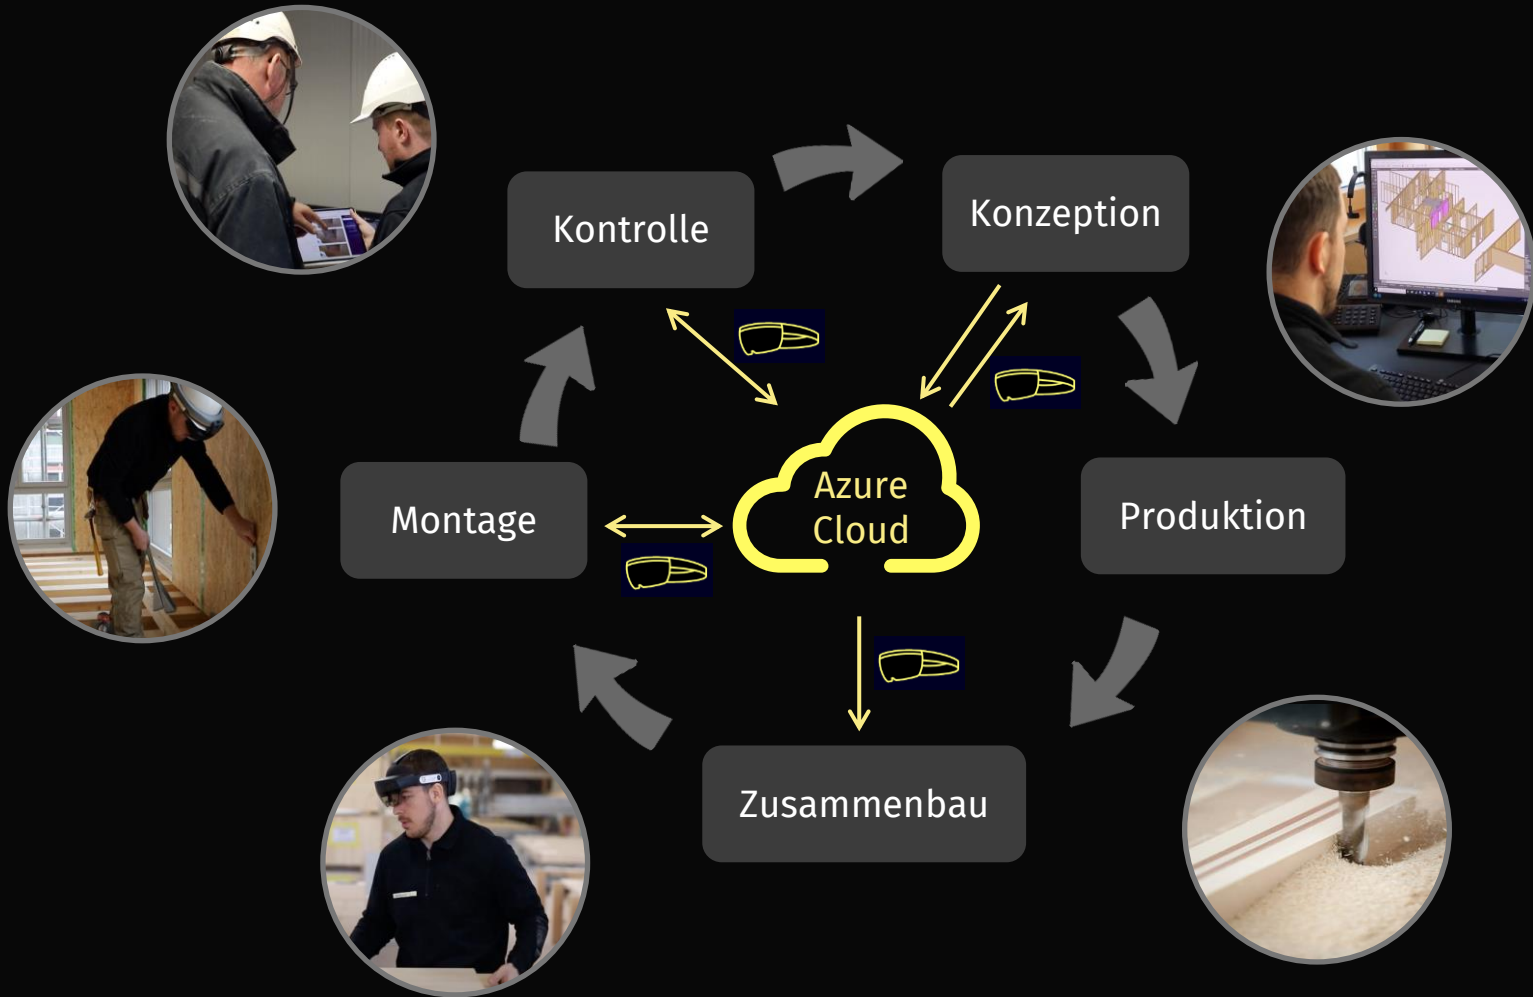 Kontrolle
Konzeption
Azure
Cloud
Montage
Produktion
Zusammenbau